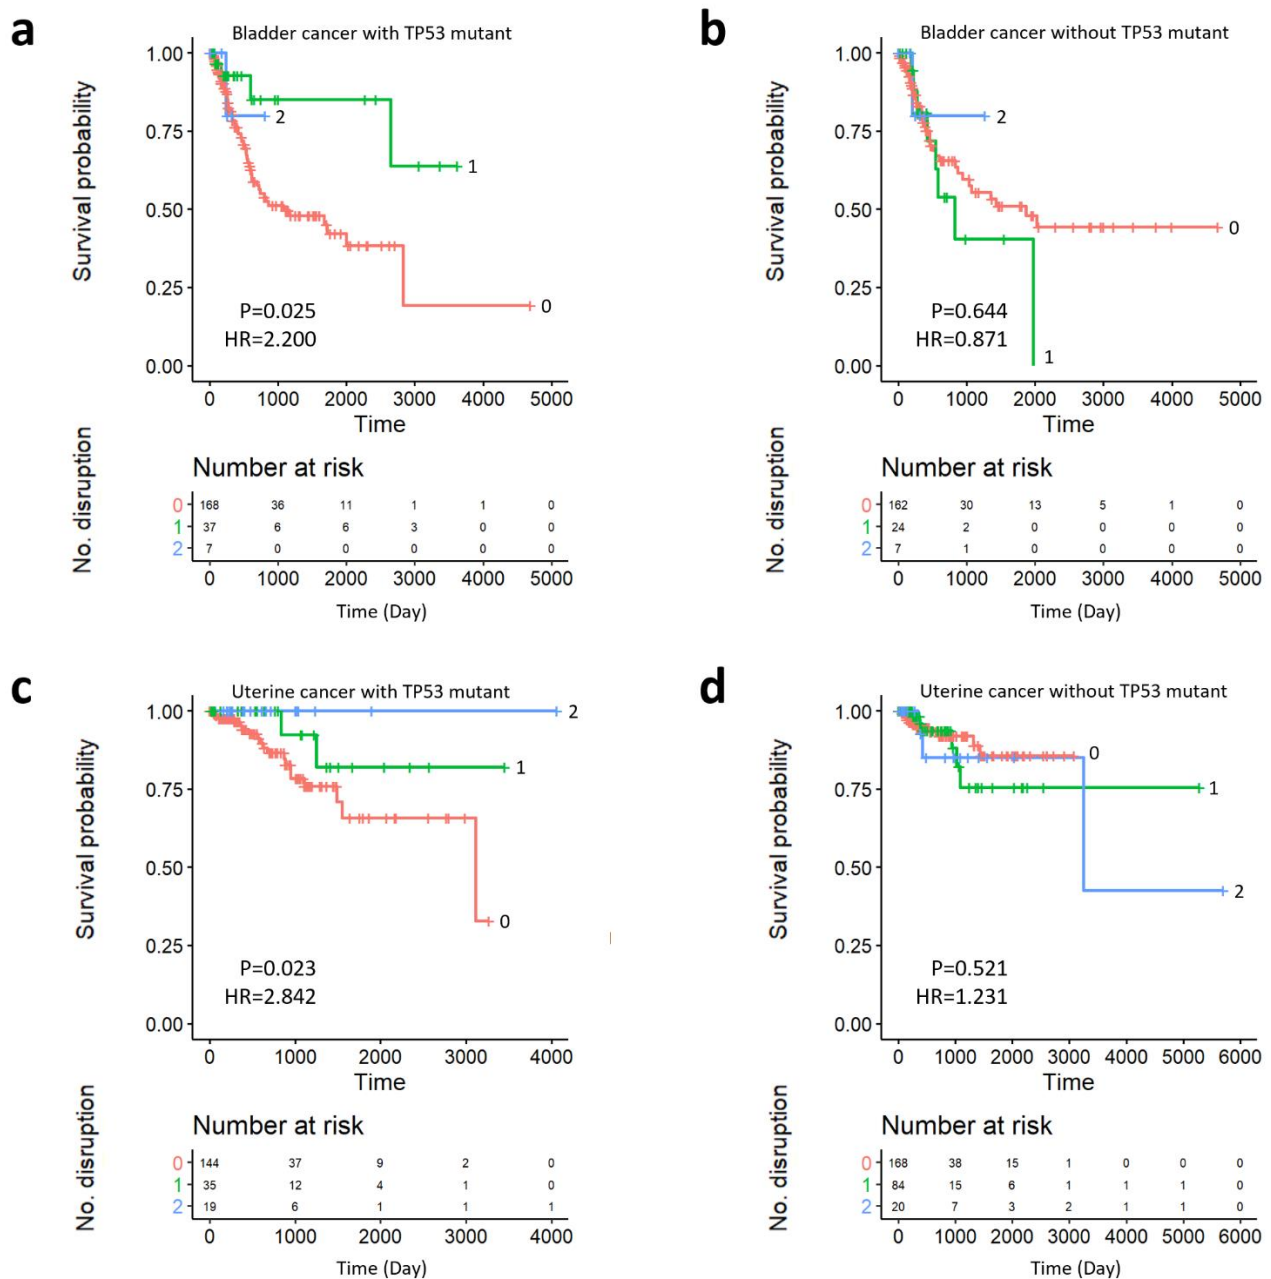 a
Bladder cancer with TP53 mutant
1.00
0.75
0.50
0.25
0.00
Survival probability
2
1
0
P=0.025
HR=2.200
0 1000 2000 3000 4000 5000
Time
No. disruption
Number at risk
0 168 36 11 1 1 0
1 37 6 6 3 0 0
2 7 0 0 0 0 0
0 1000 2000 3000 4000 5000
Time (Day)
b
Bladder cancer without TP53 mutant
1.00
0.75
0.50
0.25
0.00
Survival probability
2
0
1
P=0.644
HR=0.871
0 1000 2000 3000 4000 5000
Time
No. disruption
Number at risk
0 162 30 13 5 1 0
1 24 2 0 0 0 0
2 7 1 0 0 0 0
0 1000 2000 3000 4000 5000
Time (Day)
c
Uterine cancer with TP53 mutant
1.00
0.75
0.50
0.25
0.00
Survival probability
2
1
0
P=0.023
HR=2.842
0 1000 2000 3000 4000
Time
No. disruption
Number at risk
0 144 37 9 2 0
1 35 12 4 1 0
2 19 6 1 1 1
0 1000 2000 3000 4000
Time (Day)
d
Uterine cancer without TP53 mutant
1.00
0.75
0.50
0.25
0.00
Survival probability
0
1
2
P=0.521
HR=1.231
0 1000 2000 3000 4000 5000 6000
Time
No. disruption
Number at risk
0 168 38 15 1 0 0 0
1 84 15 6 1 1 1 0
2 20 7 3 2 1 1 0
0 1000 2000 3000 4000 5000 6000
Time (Day)